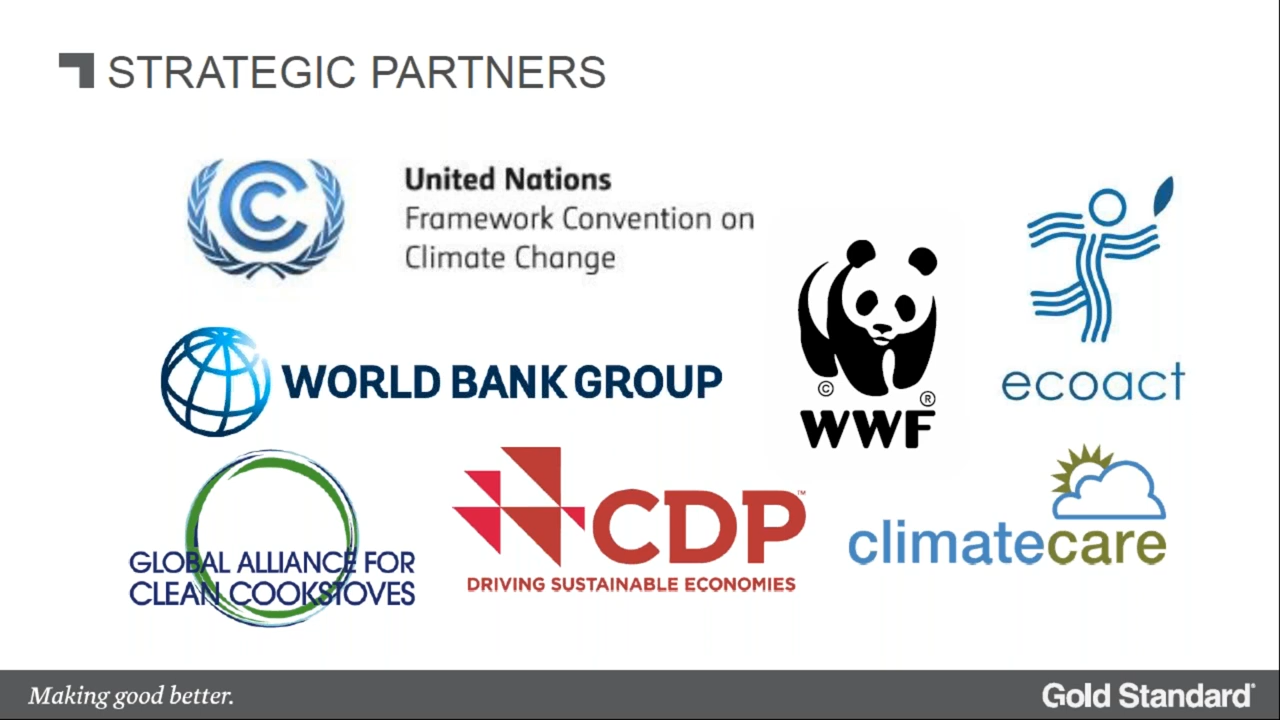 STRATEGIC PARTNERS
United Nations
Framework Convention on
Climate Change
WORLD BANK GROUP
© ®
WWF
ecoact
GLOBAL ALLIANCE FOR
CLEAN COOKSTOVES
CDP™
DRIVING SUSTAINABLE ECONOMIES
climatecare
Making good better.
Gold Standard®